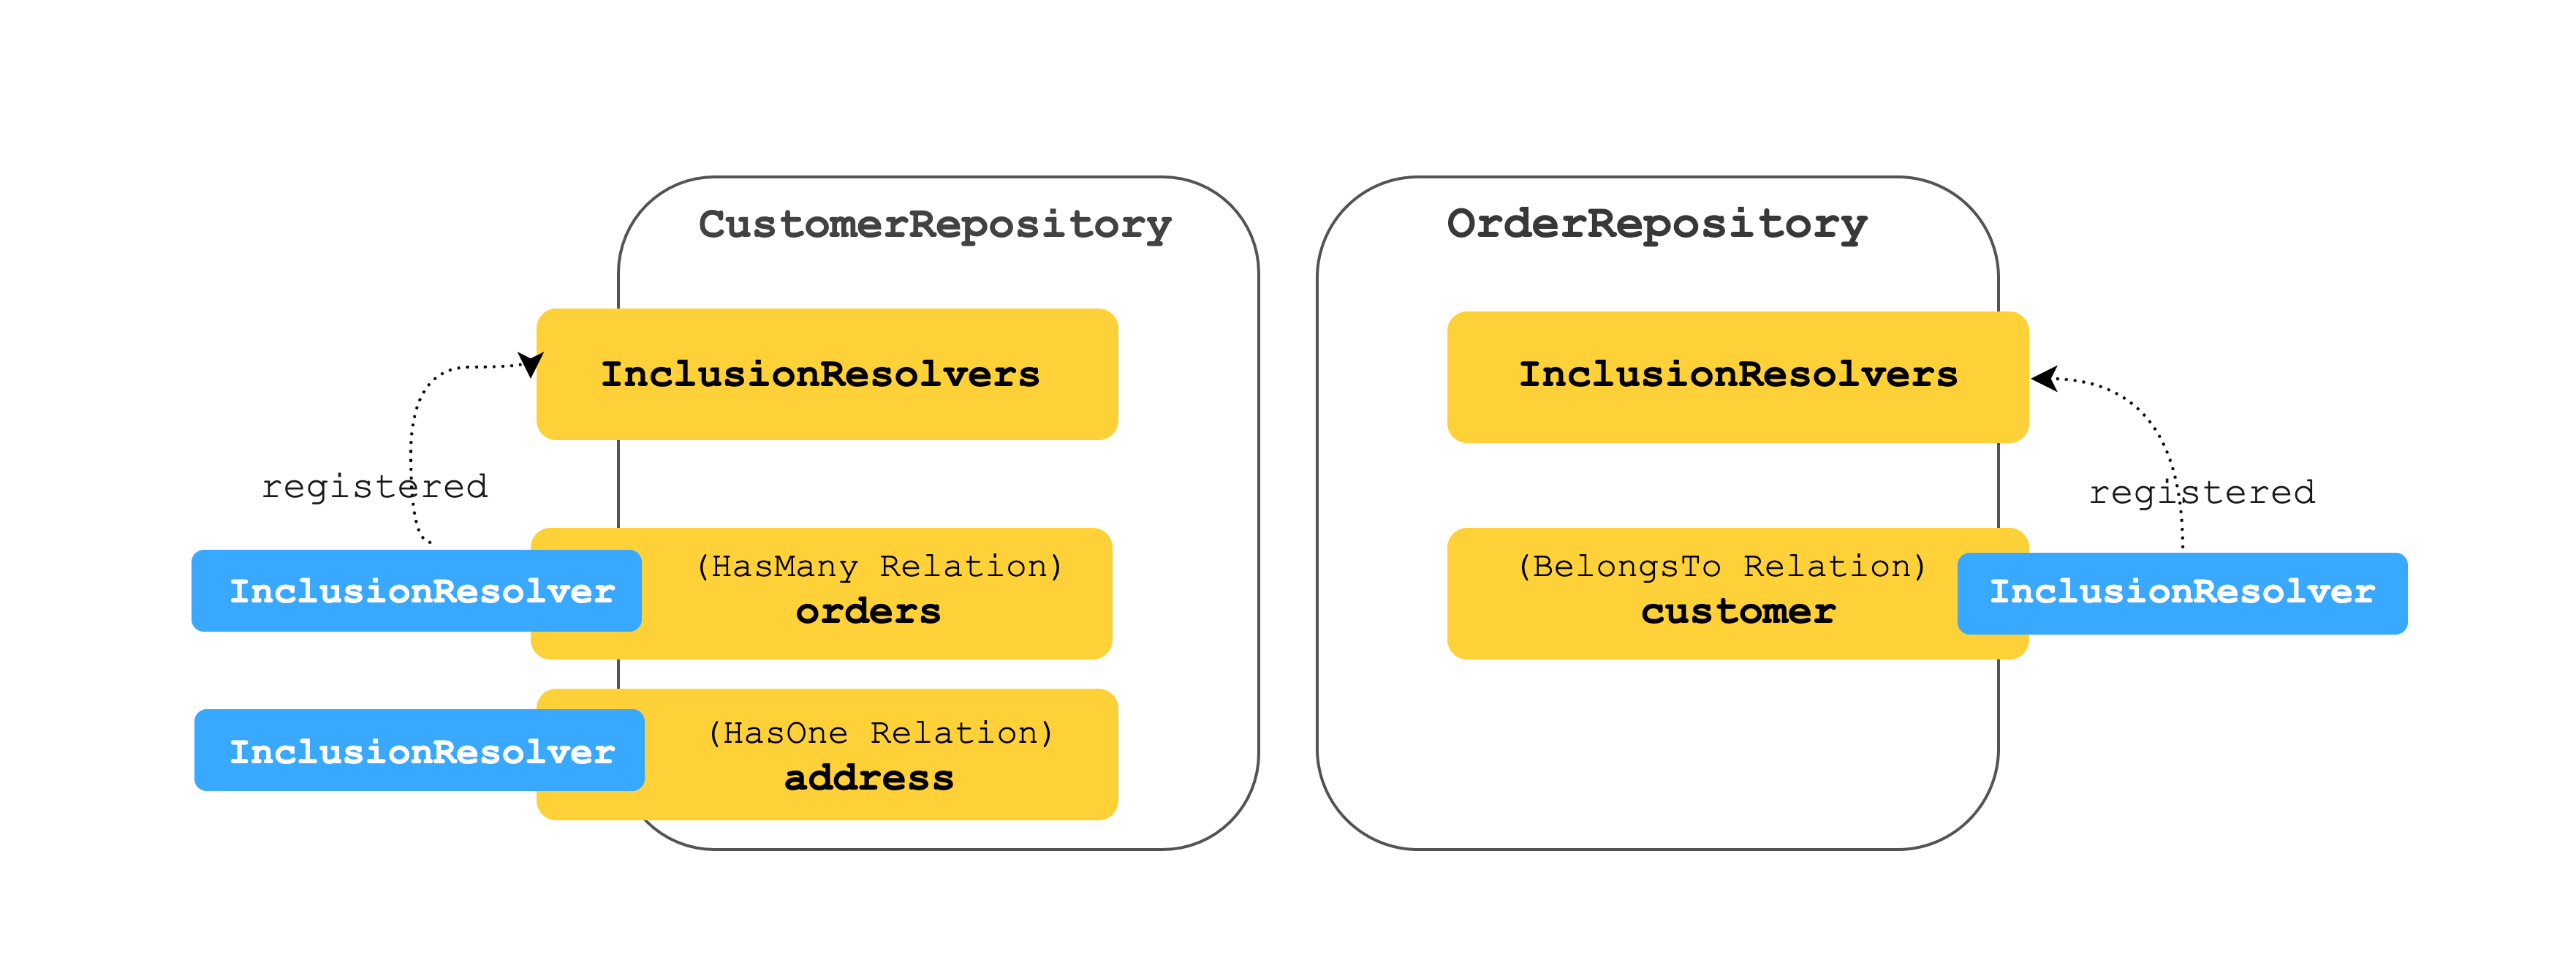 CustomerRepository
InclusionResolvers
registered
InclusionResolver
(HasMany Relation)
orders
InclusionResolver
(HasOne Relation)
address
OrderRepository
InclusionResolvers
registered
(BelongsTo Relation)
customer
InclusionResolver